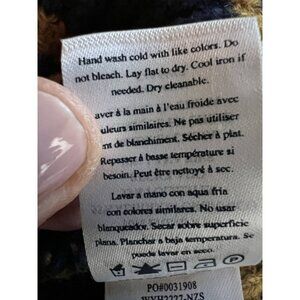 Hand wash cold with like colors. Do
not bleach. Lay flat to dry. Cool iron if
needed. Dry cleanable.
aver à la main à l'eau froide avec
uleurs similaires. Ne pas utiliser
nt de blanchiment. Sécher à plat.
Repasser à basse température si
besoin. Peut être nettoyé à sec.
Lavar a mano con aqua fria
con colores similares. No usar
blanqueador. Secar sobre superficie
plana. Planchar a baja temperatura. Se
puede lavar en seco.
PO#0031908